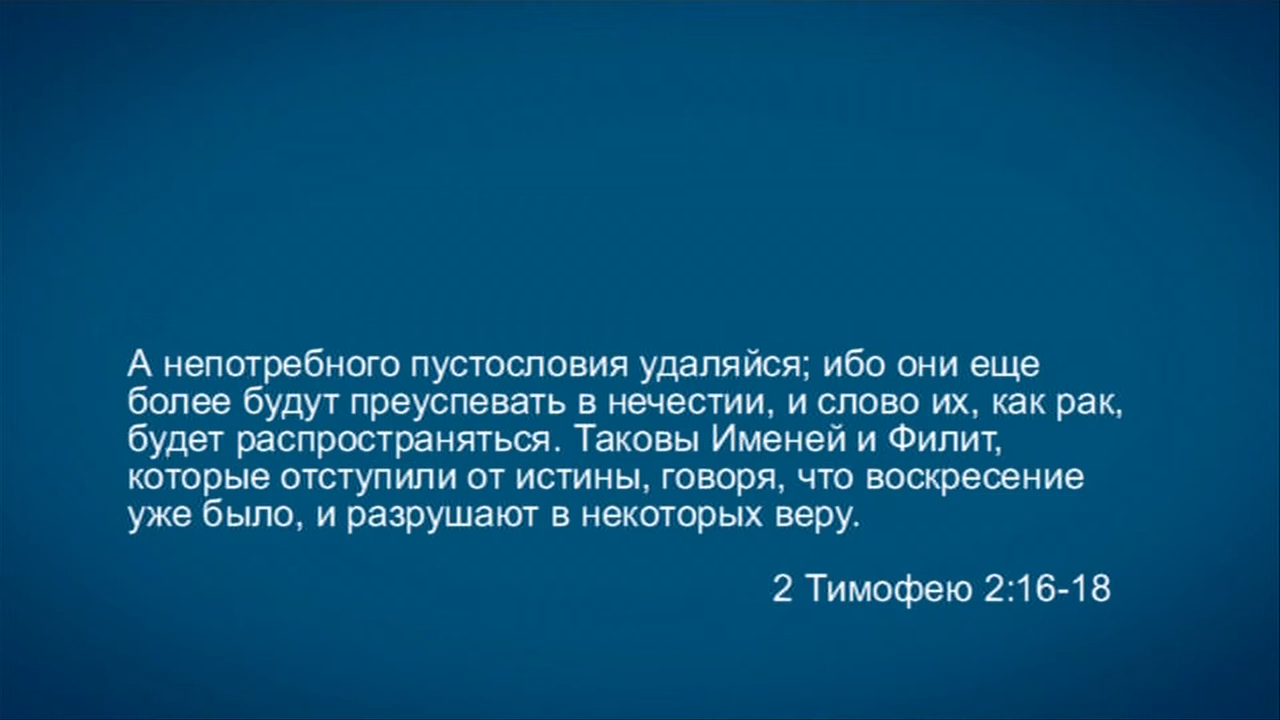 А непотребного пустословия удаляйся; ибо они еще
более будут преуспевать в нечестии, и слово их, как рак,
будет распространяться. Таковы Именей и Филит,
которые отступили от истины, говоря, что воскресение
уже было, и разрушают в некоторых веру.
2 Тимофею 2:16-18